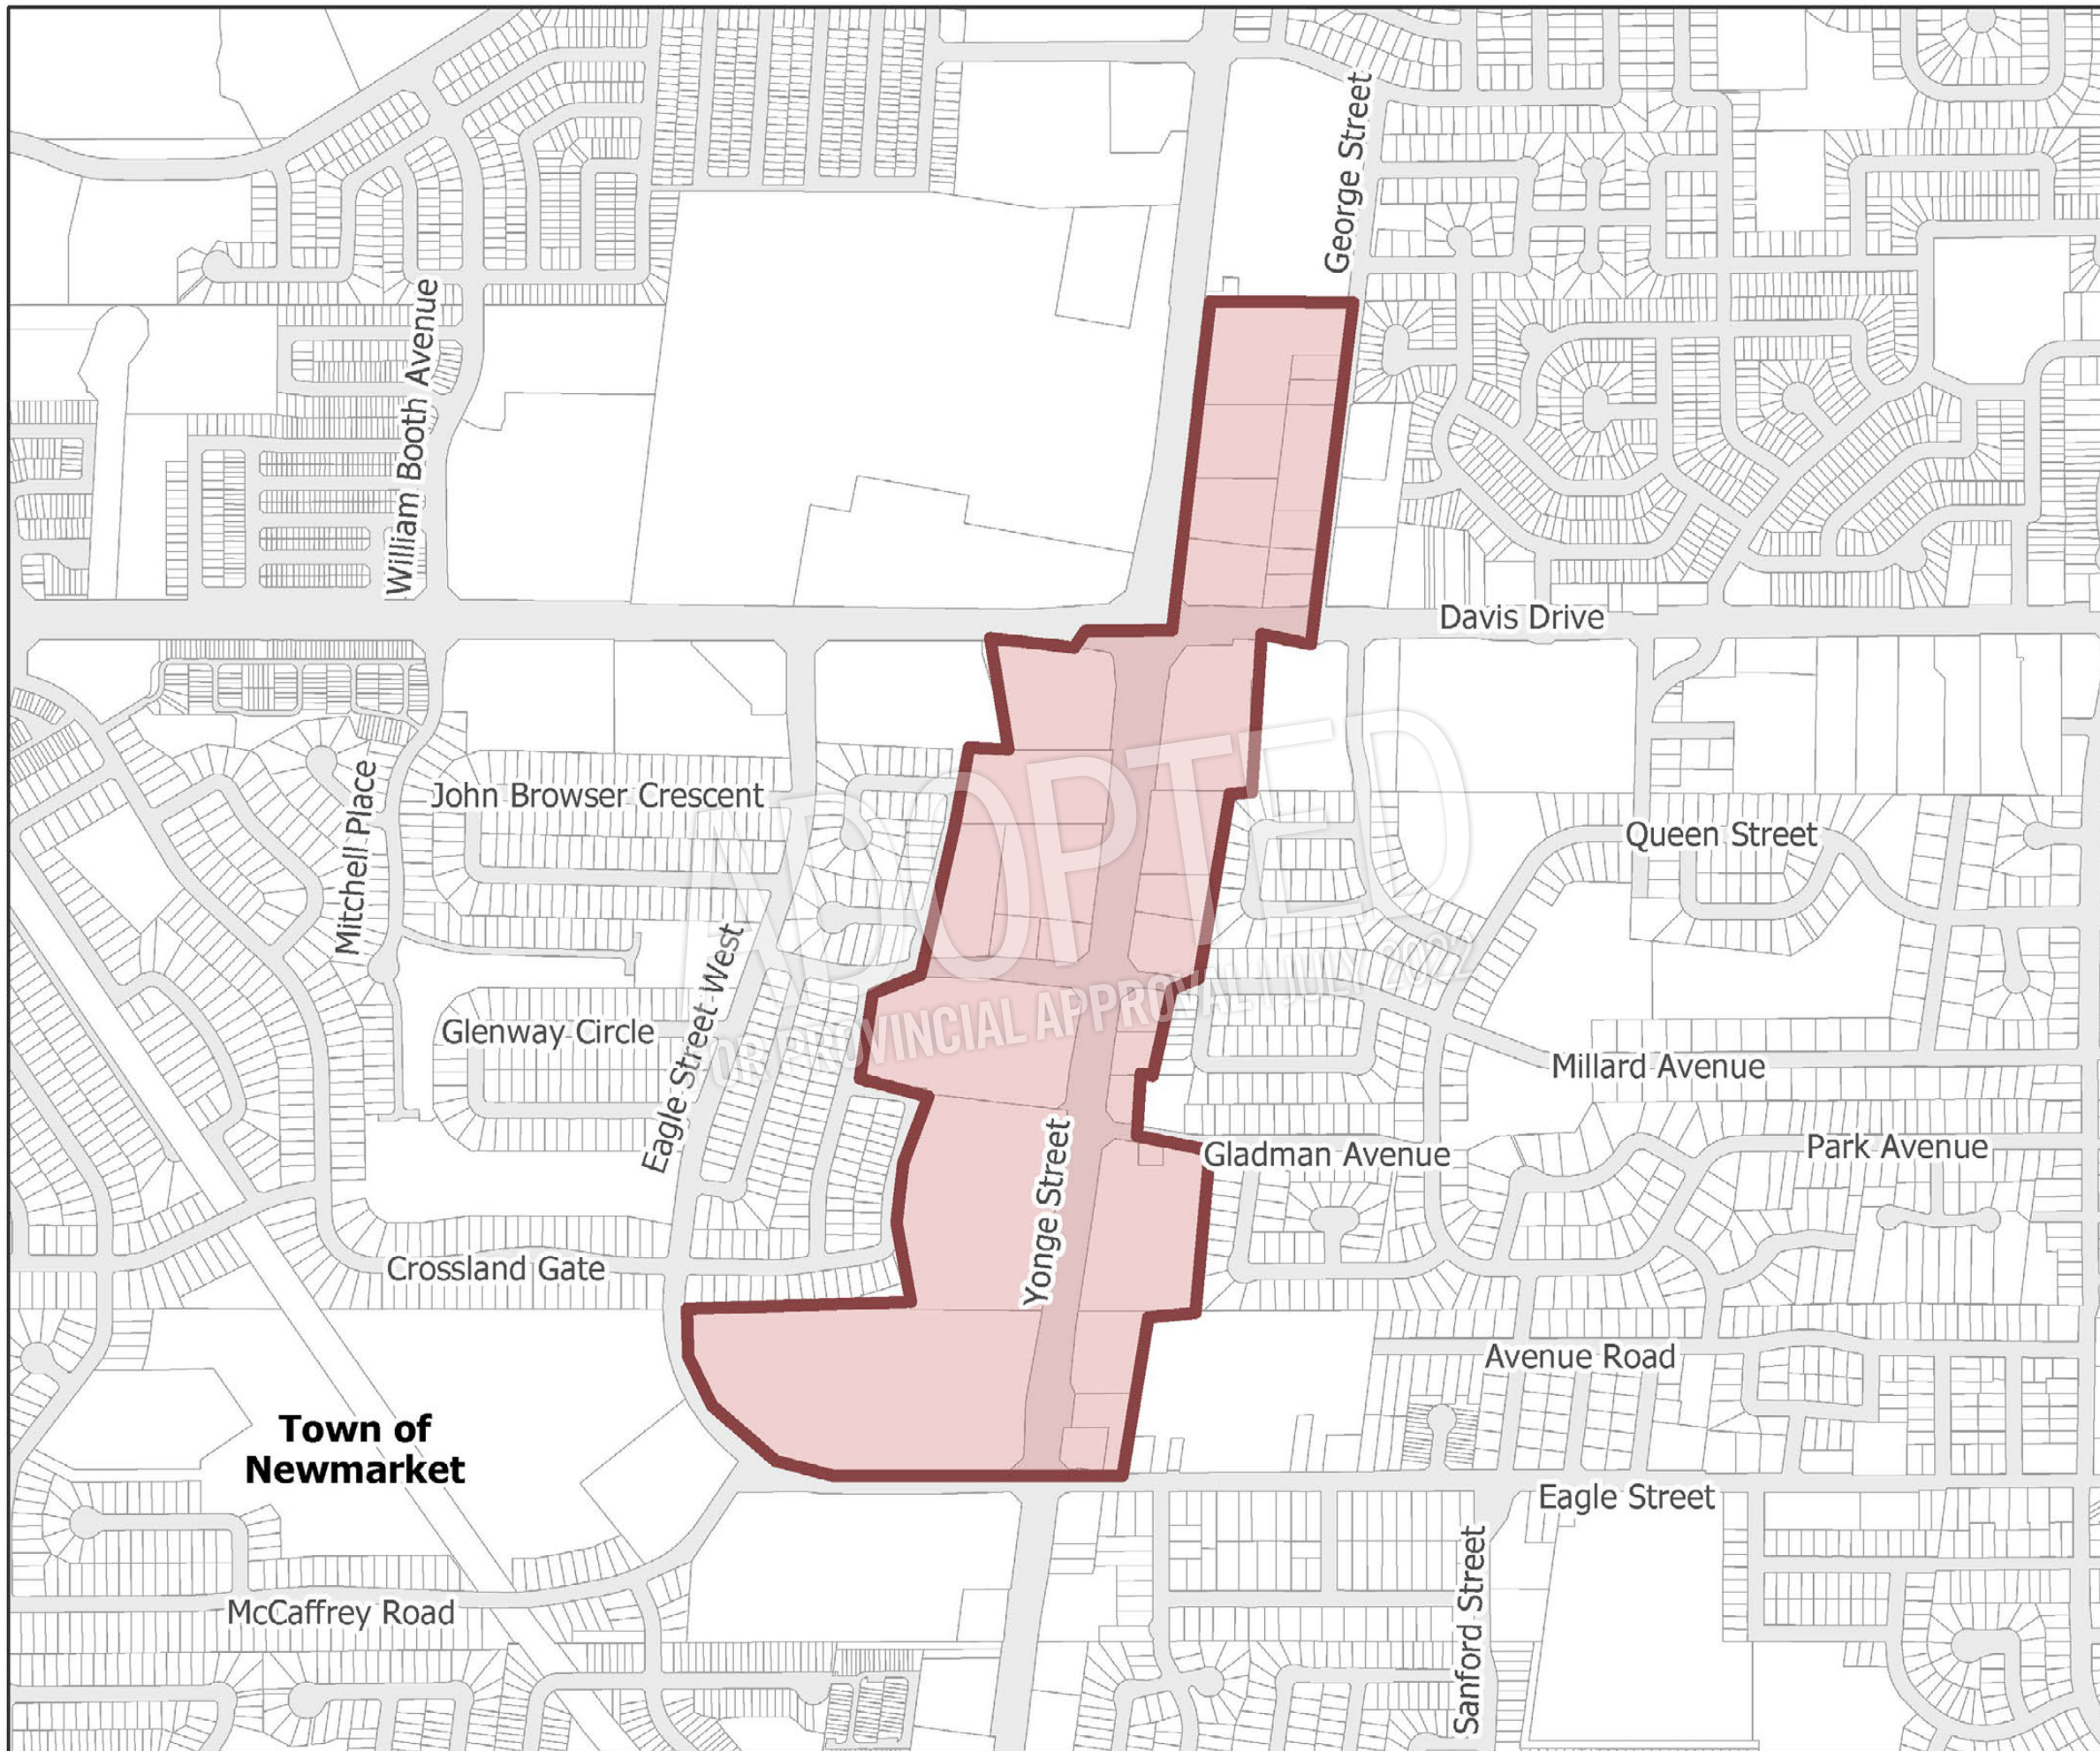 George Street
William Booth Avenue
Davis Drive
Mitchell Place
John Browser Crescent
Queen Street
ADOPTED
OR PROVINCIAL APPROVAL | JULY 2022
Eagle Street West
Glenway Circle
Millard Avenue
Yonge Street
Gladman Avenue
Park Avenue
Crossland Gate
Avenue Road
Town of
Newmarket
Eagle Street
Sanford Street
McCaffrey Road